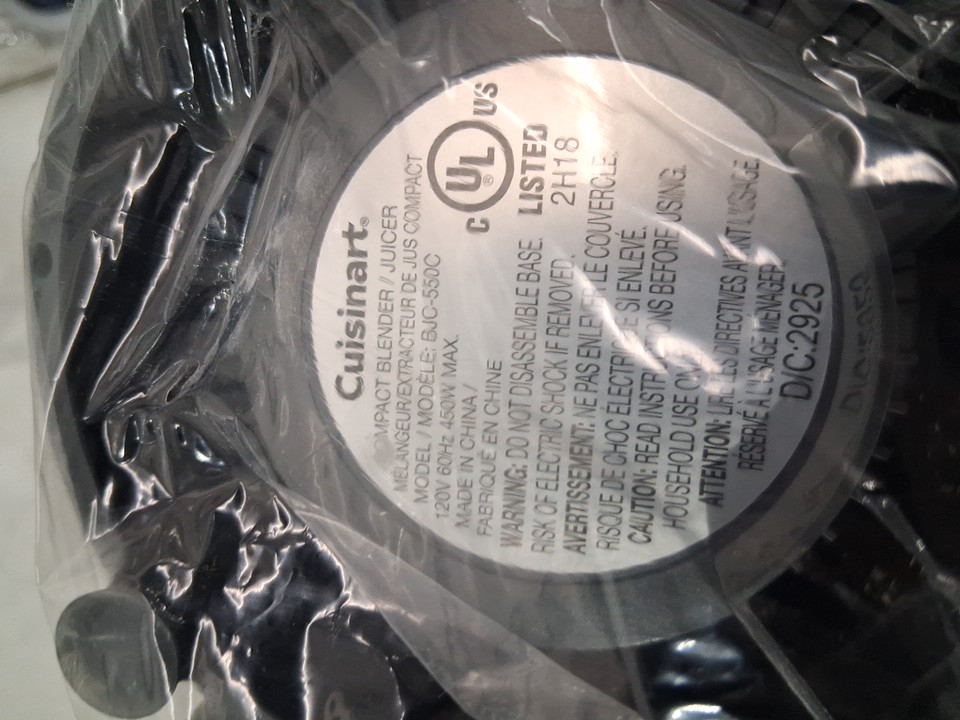 Cuisinart®
COMPACT BLENDER / JUICER
MÉLANGEUR/EXTRACTEUR DE JUS COMPACT
MODEL / MODÈLE: BJC-550C
120V 60Hz 450W MAX.
MADE IN CHINA /
FABRIQUÉ EN CHINE
C UL® US
LISTED
2H18
WARNING: DO NOT DISASSEMBLE BASE.
RISK OF ELECTRIC SHOCK IF REMOVED.
AVERTISSEMENT: NE PAS ENLEVER LE COUVERCLE.
RISQUE DE CHOC ÉLECTRIQUE SI ENLEVÉ.
CAUTION: READ INSTRUCTIONS BEFORE USING.
HOUSEHOLD USE ONLY.
ATTENTION: LIRE LES DIRECTIVES AVANT L'USAGE.
RÉSERVÉ À L'USAGE MÉNAGER.
D/C:2925